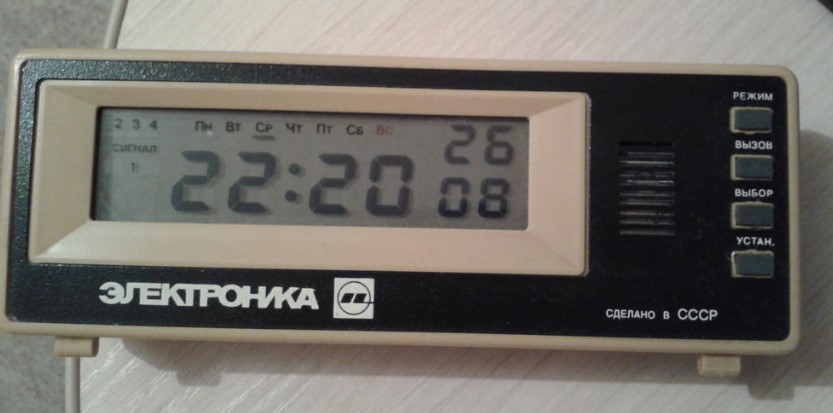 2 3 4 Пн Вт Ср Чт Пт Сб Вс
СИГНАЛ:
1:
22:20
26
08
РЕЖИМ
ВЫЗОВ
ВЫБОР
УСТАН.
ЭЛЕКТРОНИКА
СДЕЛАНО В СССР